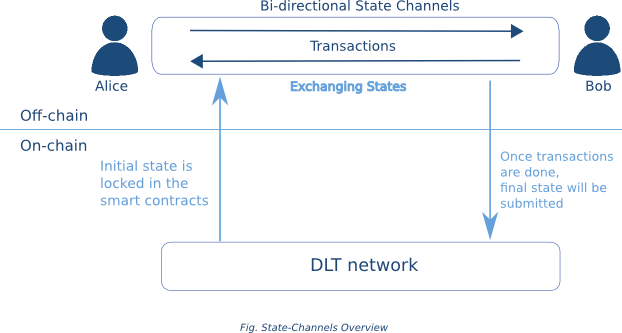 Bi-directional State Channels
Transactions
Alice
Exchanging States
Bob
Off-chain
On-chain
Initial state is
locked in the
smart contracts
Once transactions
are done,
final state will be
submitted
DLT network
Fig. State-Channels Overview